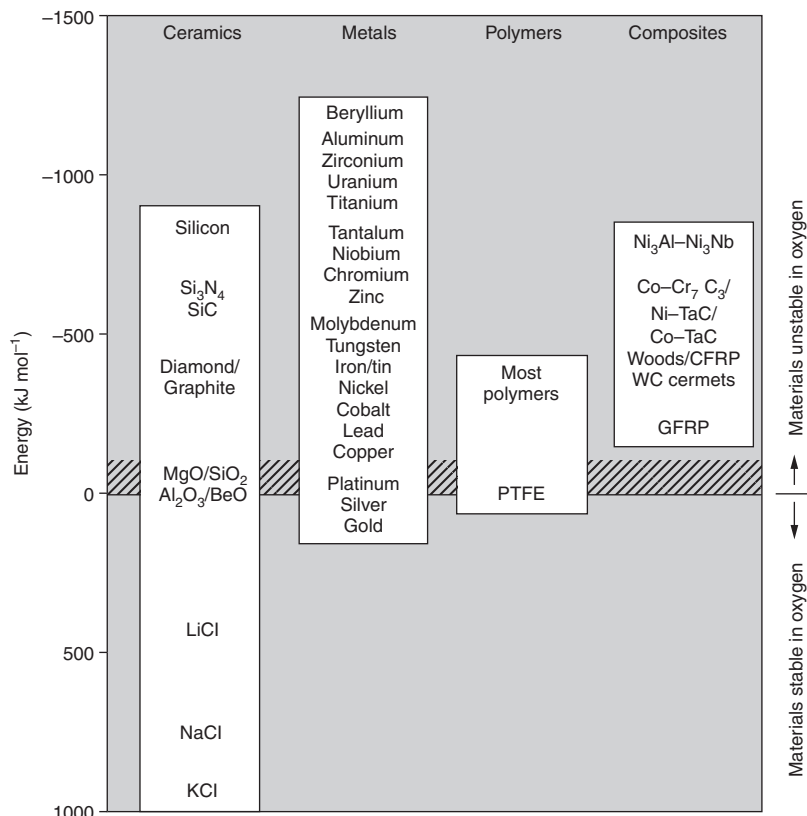 −1500
−1000
−500
0
500
1000
Energy (kJ mol⁻¹)
Ceramics
Silicon
Si₃N₄
SiC
Diamond/
Graphite
MgO/SiO₂
Al₂O₃/BeO
LiCl
NaCl
KCl
Metals
Beryllium
Aluminum
Zirconium
Uranium
Titanium
Tantalum
Niobium
Chromium
Zinc
Molybdenum
Tungsten
Iron/tin
Nickel
Cobalt
Lead
Copper
Platinum
Silver
Gold
Polymers
Most
polymers
PTFE
Composites
Ni₃Al–Ni₃Nb
Co–Cr₇ C₃/
Ni–TaC/
Co–TaC
Woods/CFRP
WC cermets
GFRP
Materials unstable in oxygen
Materials stable in oxygen